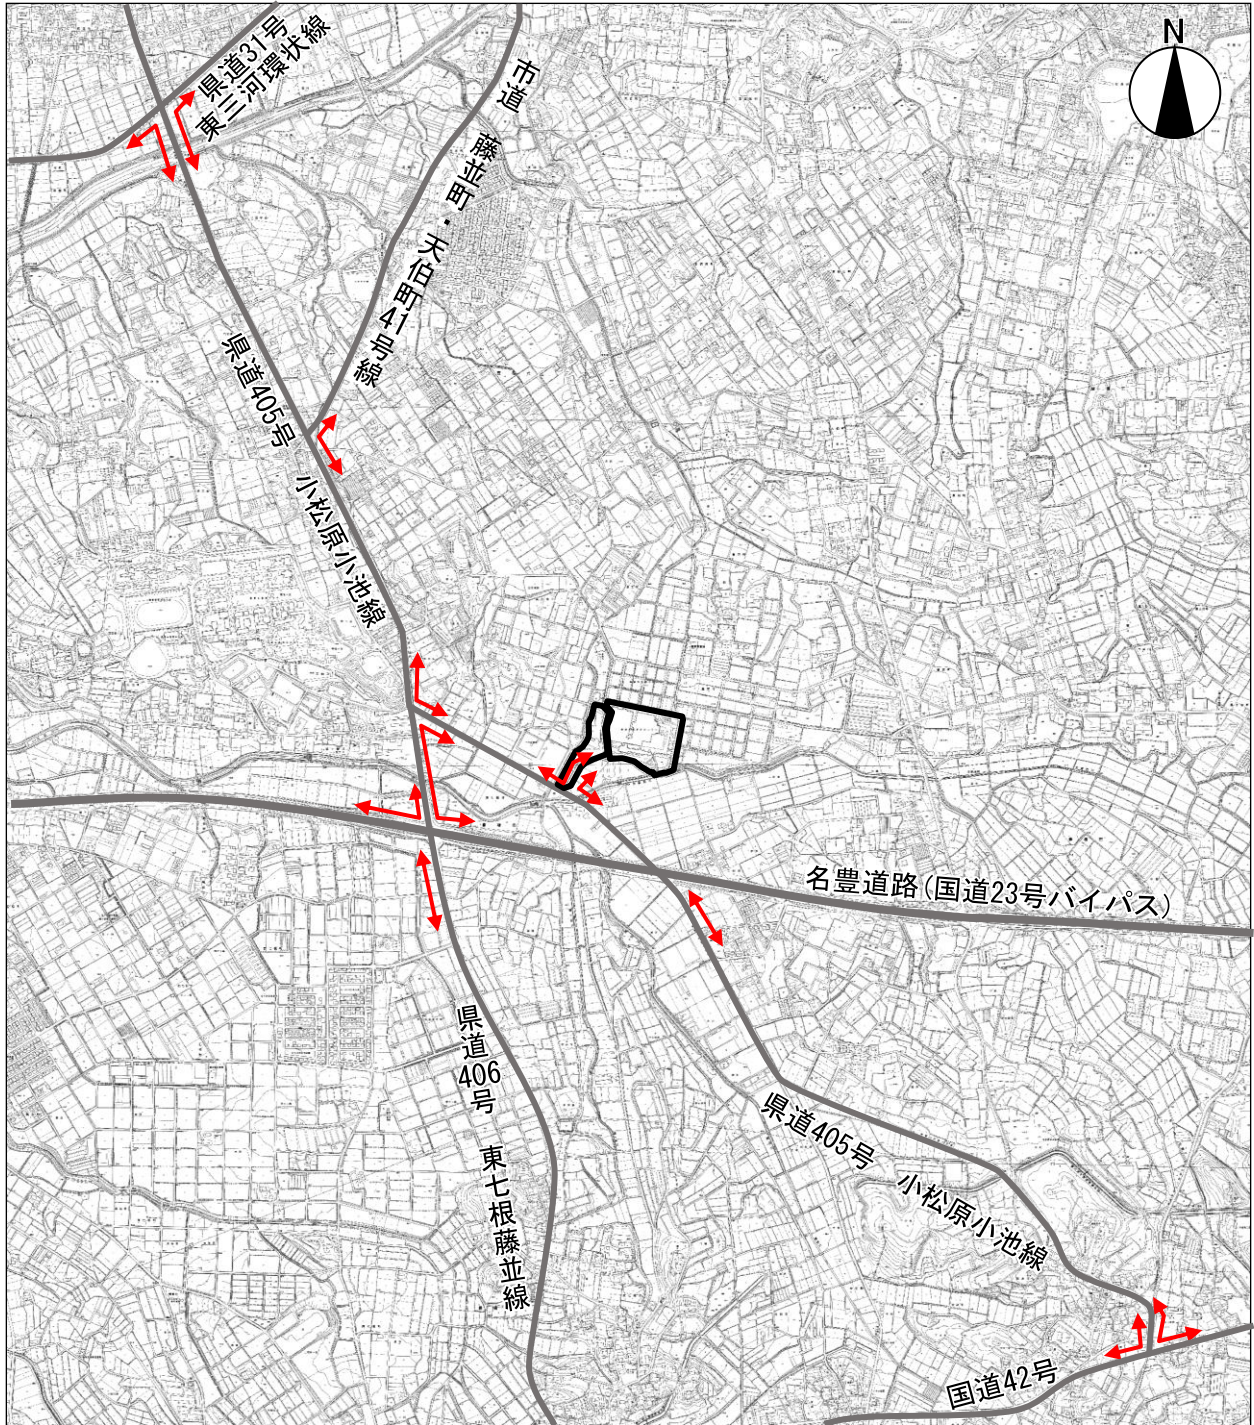 N
県道31号
東三河環状線
市道 藤並町・天伯町41号線
県道405号 小松原小池線
名豊道路(国道23号バイパス)
県道406号 東七根藤並線
県道405号 小松原小池線
国道42号